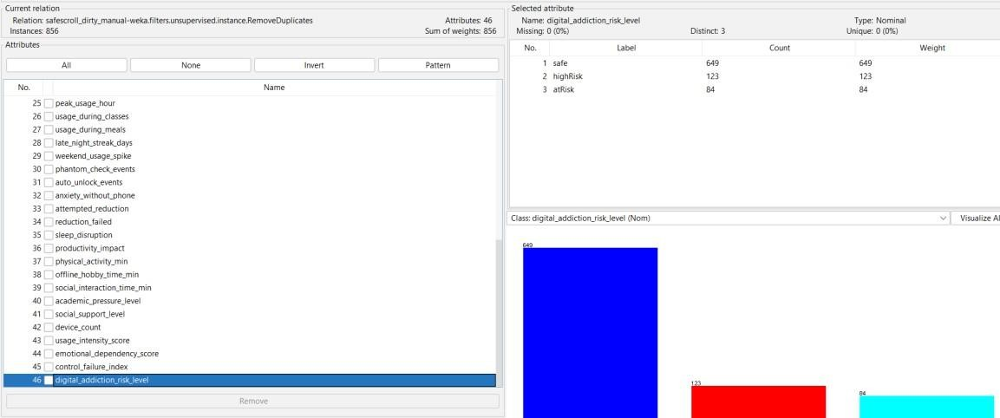 Current relation
Relation: safescroll_dirty_manual-weka.filters.unsupervised.instance.RemoveDuplicates Attributes: 46
Instances: 856 Sum of weights: 856
Attributes
All None Invert Pattern
No. Name
25 peak_usage_hour
26 usage_during_classes
27 usage_during_meals
28 late_night_streak_days
29 weekend_usage_spike
30 phantom_check_events
31 auto_unlock_events
32 anxiety_without_phone
33 attempted_reduction
34 reduction_failed
35 sleep_disruption
36 productivity_impact
37 physical_activity_min
38 offline_hobby_time_min
39 social_interaction_time_min
40 academic_pressure_level
41 social_support_level
42 device_count
43 usage_intensity_score
44 emotional_dependency_score
45 control_failure_index
46 digital_addiction_risk_level
Remove
Selected attribute
Name: digital_addiction_risk_level Type: Nominal
Missing: 0 (0%) Distinct: 3 Unique: 0 (0%)
No. Label Count Weight
1 safe 649 649
2 highRisk 123 123
3 atRisk 84 84
Class: digital_addiction_risk_level (Nom) Visualize Al
649
123
84